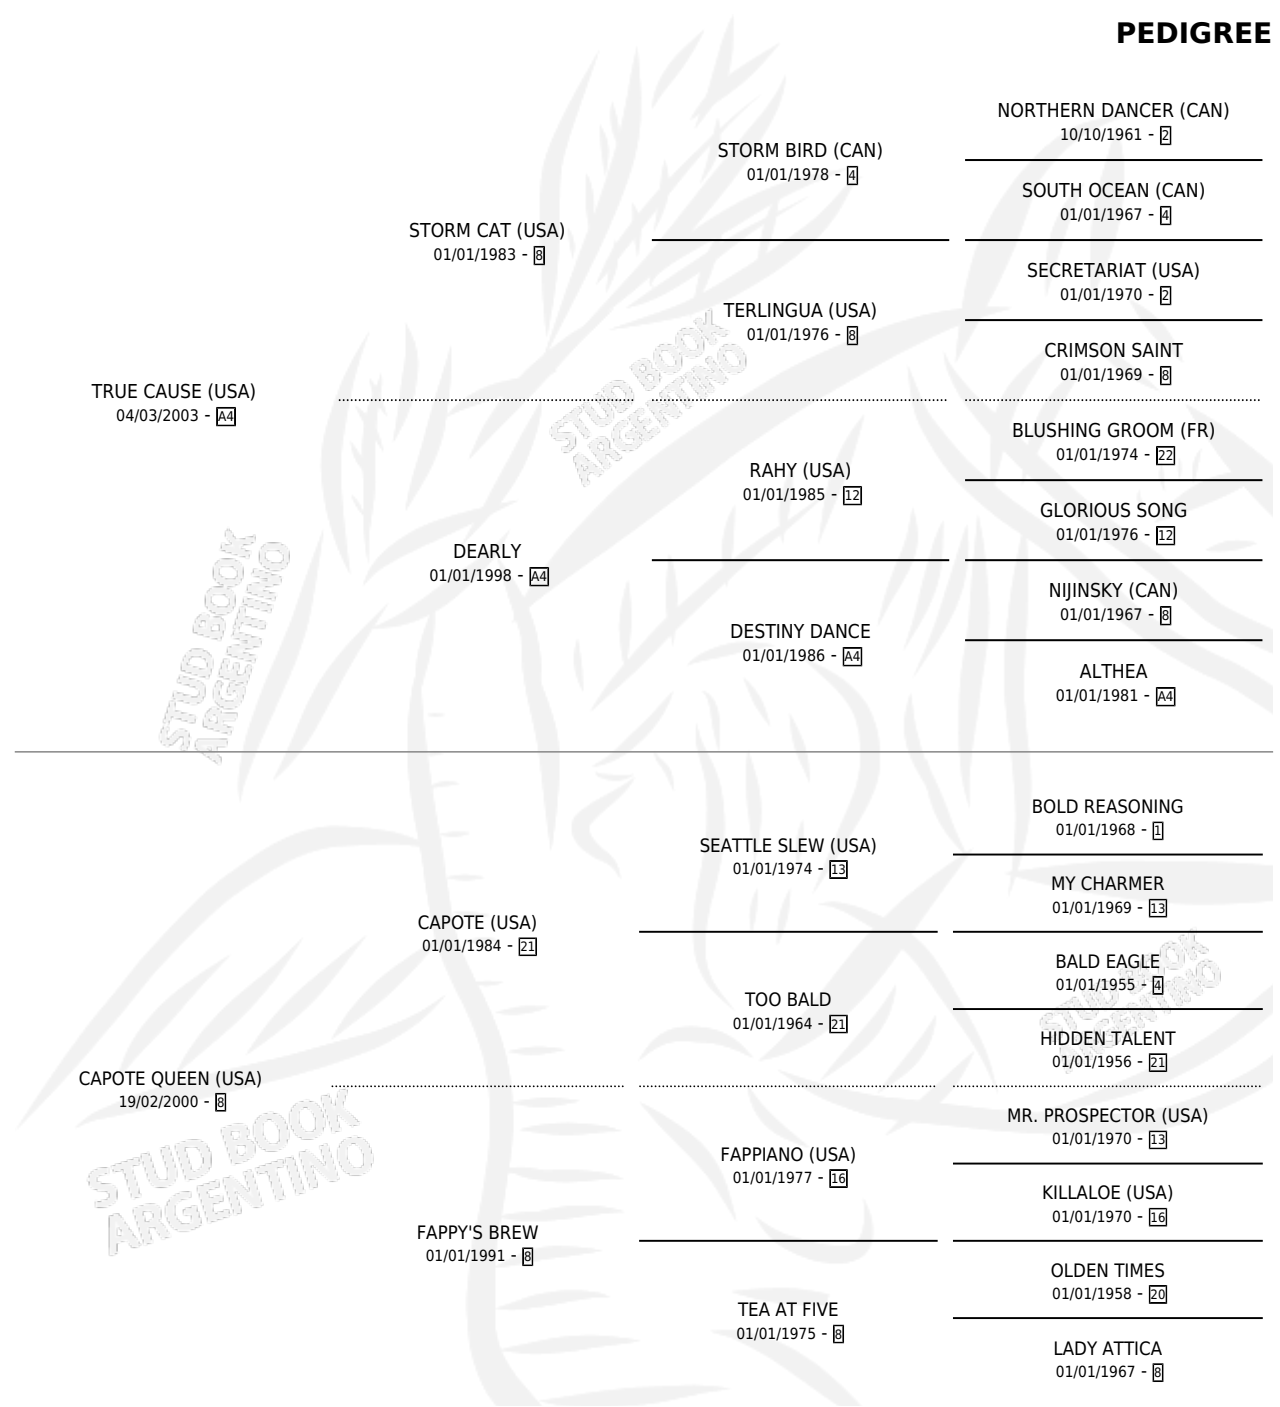 PEDIGREE
NORTHERN DANCER (CAN)
10/10/1961 - 2
STORM BIRD (CAN)
01/01/1978 - 4
SOUTH OCEAN (CAN)
01/01/1967 - 4
STORM CAT (USA)
01/01/1983 - 8
SECRETARIAT (USA)
01/01/1970 - 2
TERLINGUA (USA)
01/01/1976 - 8
CRIMSON SAINT
01/01/1969 - 8
TRUE CAUSE (USA)
04/03/2003 - A4
BLUSHING GROOM (FR)
01/01/1974 - 22
RAHY (USA)
01/01/1985 - 12
GLORIOUS SONG
01/01/1976 - 12
DEARLY
01/01/1998 - A4
NIJINSKY (CAN)
01/01/1967 - 8
DESTINY DANCE
01/01/1986 - A4
ALTHEA
01/01/1981 - A4
BOLD REASONING
01/01/1968 - 1
SEATTLE SLEW (USA)
01/01/1974 - 13
MY CHARMER
01/01/1969 - 13
CAPOTE (USA)
01/01/1984 - 21
BALD EAGLE
01/01/1955 - 4
TOO BALD
01/01/1964 - 21
HIDDEN TALENT
01/01/1956 - 21
CAPOTE QUEEN (USA)
19/02/2000 - 8
MR. PROSPECTOR (USA)
01/01/1970 - 13
FAPPIANO (USA)
01/01/1977 - 16
KILLALOE (USA)
01/01/1970 - 16
FAPPY'S BREW
01/01/1991 - 8
OLDEN TIMES
01/01/1958 - 20
TEA AT FIVE
01/01/1975 - 8
LADY ATTICA
01/01/1967 - 8
STUD BOOK
ARGENTINO
STUD BOOK
ARGENTINO
STUD BOOK
ARGENTINO
STUD BOOK
ARGENTINO